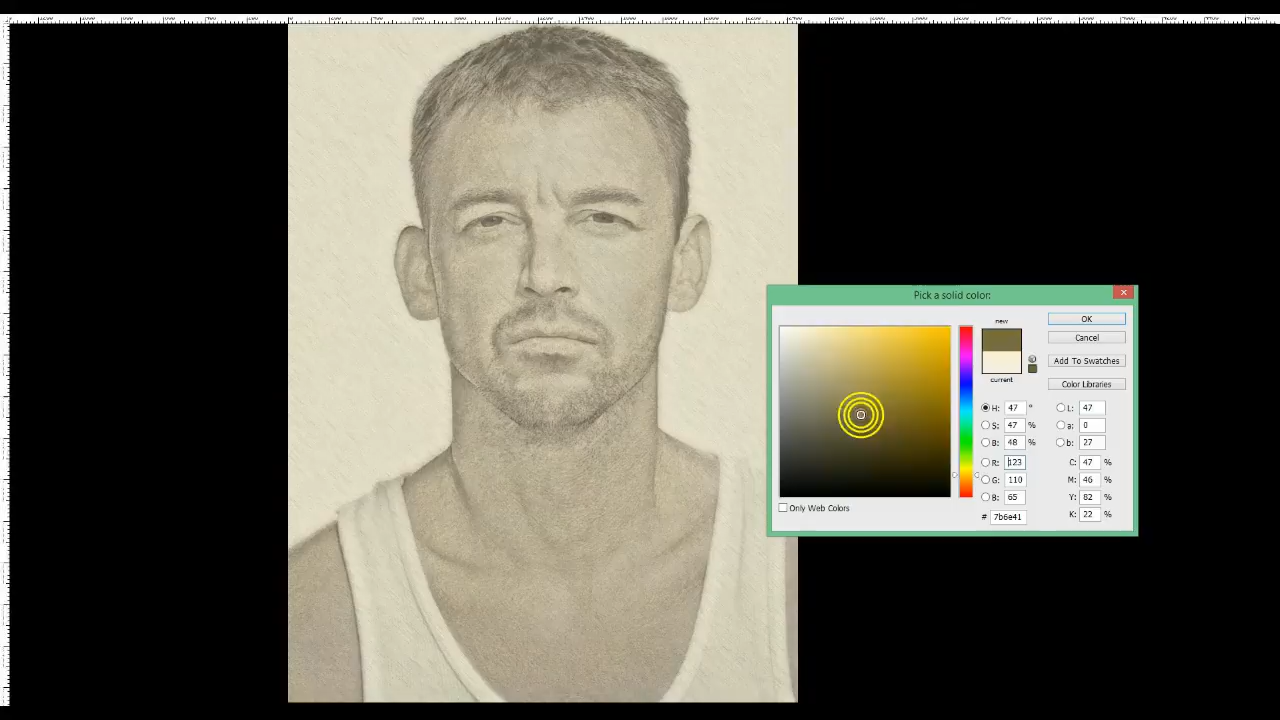 Pick a solid color:
new
current
OK
Cancel
Add To Swatches
Color Libraries
H: 47 °
S: 47 %
B: 48 %
R: 123
G: 110
B: 65
# 7b6e41
L: 47
a: 0
b: 27
C: 47 %
M: 46 %
Y: 82 %
K: 22 %
Only Web Colors